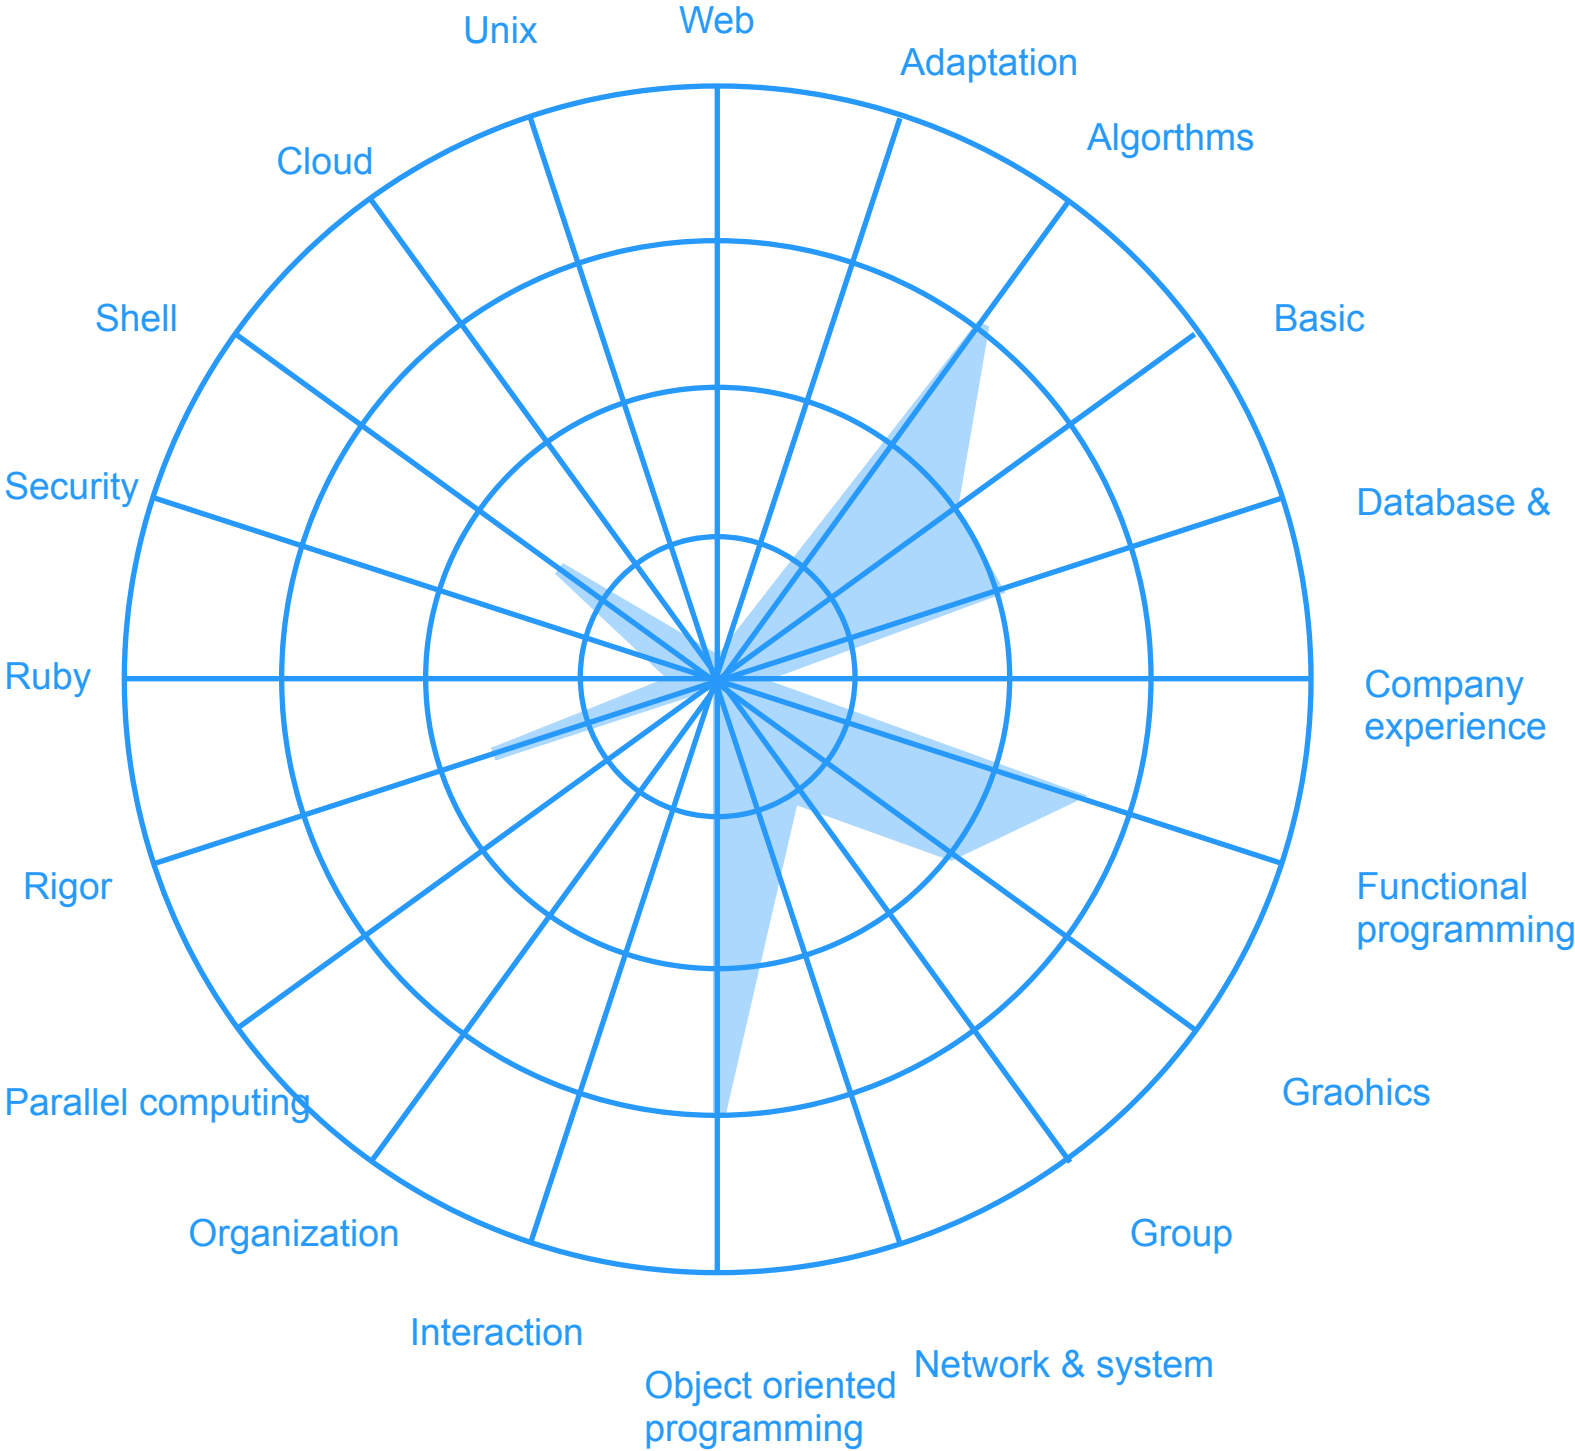 Web
Unix
Adaptation
Algorthms
Cloud
Shell
Basic
Security
Database &
Ruby
Company
experience
Rigor
Functional
programming
Parallel computing
Graohics
Organization
Group
Interaction
Network & system
Object oriented
programming